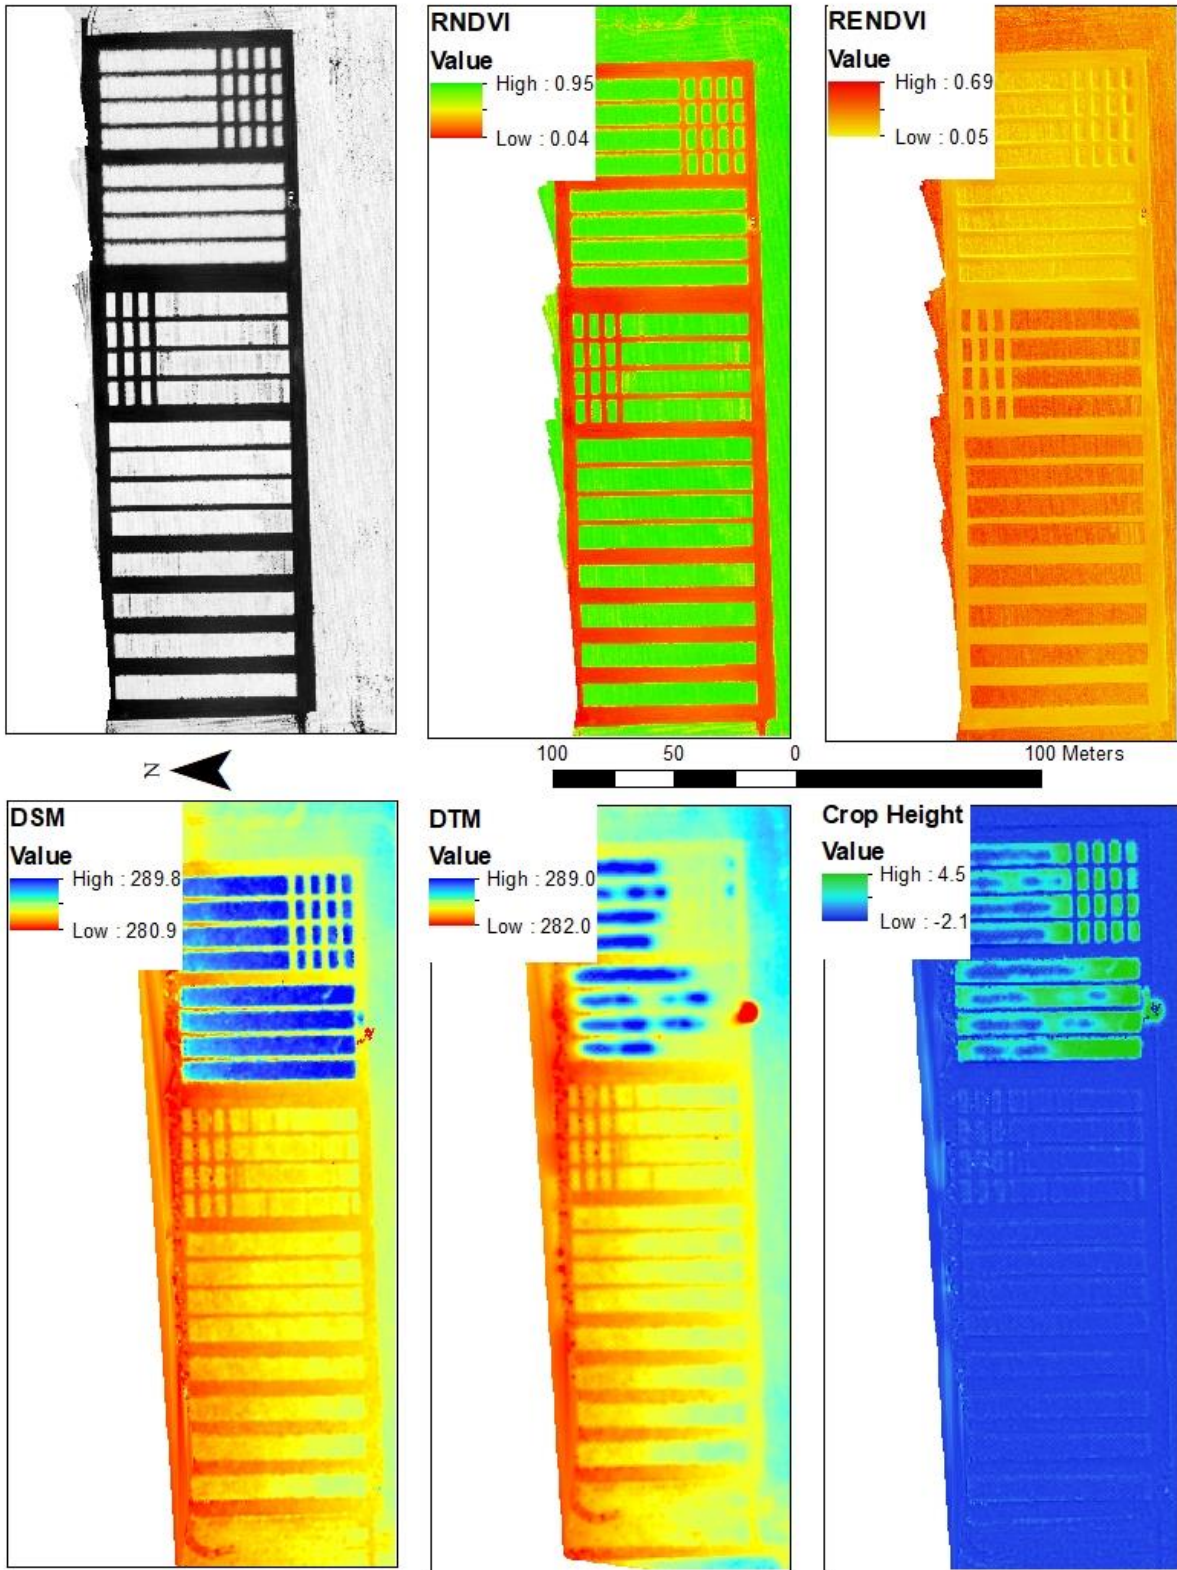 RNDVI
Value
High : 0.95
Low : 0.04
RENDVI
Value
High : 0.69
Low : 0.05
N
100 50 0 100 Meters
DSM
Value
High : 289.8
Low : 280.9
DTM
Value
High : 289.0
Low : 282.0
Crop Height
Value
High : 4.5
Low : -2.1